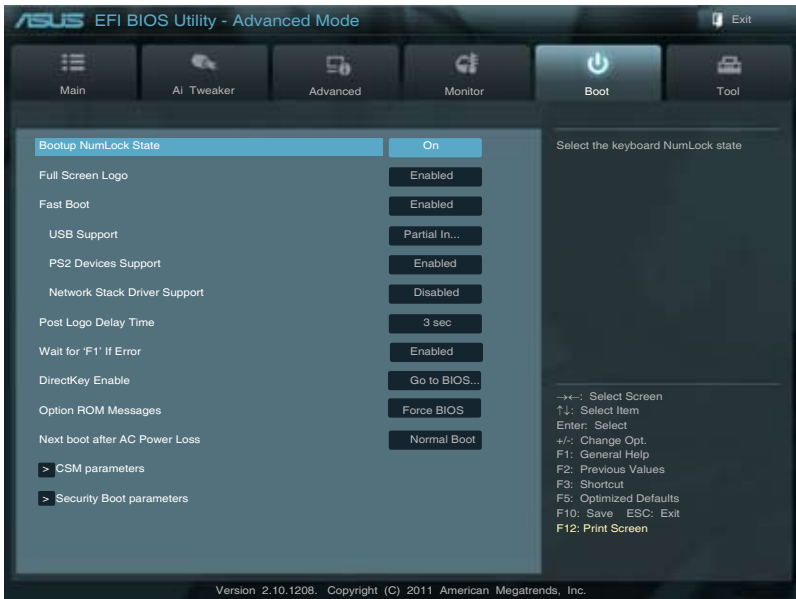 ASUS EFI BIOS Utility - Advanced Mode
Exit
Main
Ai Tweaker
Advanced
Monitor
Boot
Tool
Bootup NumLock State On
Full Screen Logo Enabled
Fast Boot Enabled
USB Support Partial In...
PS2 Devices Support Enabled
Network Stack Driver Support Disabled
Post Logo Delay Time 3 sec
Wait for ‘F1’ If Error Enabled
DirectKey Enable Go to BIOS...
Option ROM Messages Force BIOS
Next boot after AC Power Loss Normal Boot
> CSM parameters
> Security Boot parameters
Select the keyboard NumLock state
→←: Select Screen
↑↓: Select Item
Enter: Select
+/-: Change Opt.
F1: General Help
F2: Previous Values
F3: Shortcut
F5: Optimized Defaults
F10: Save ESC: Exit
F12: Print Screen
Version 2.10.1208. Copyright (C) 2011 American Megatrends, Inc.